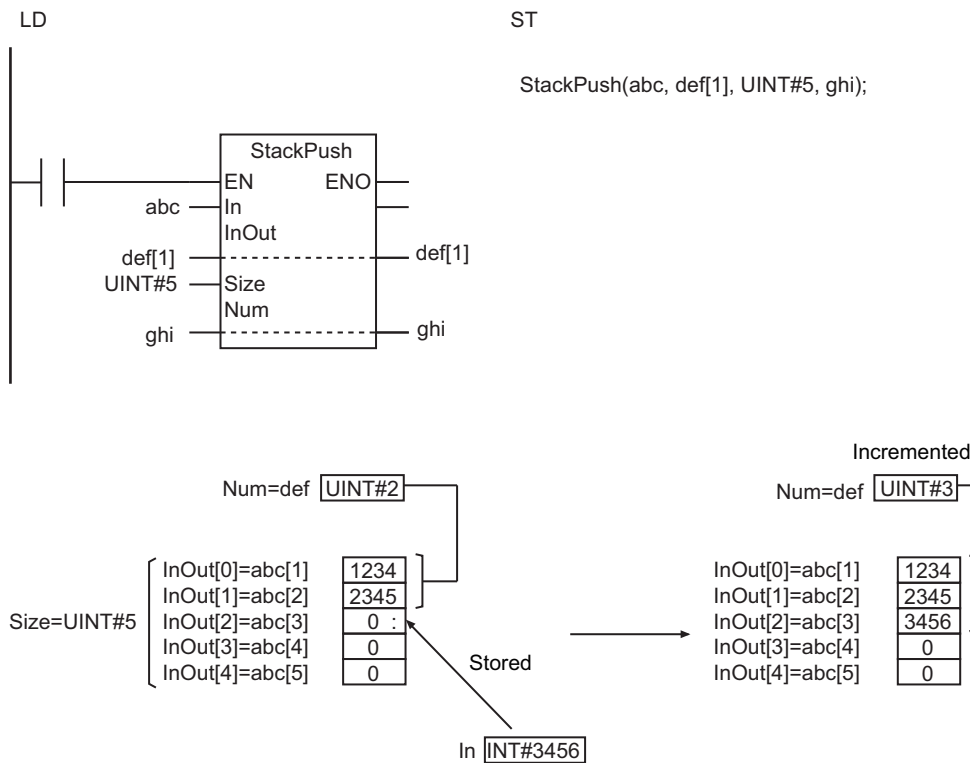 LD
ST
StackPush(abc, def[1], UINT#5, ghi);
StackPush
EN ENO
abc In
InOut
def[1] def[1]
UINT#5 Size
Num
ghi ghi
Incremented
Num=def UINT#2
Num=def UINT#3
Size=UINT#5
InOut[0]=abc[1] 1234
InOut[1]=abc[2] 2345
InOut[2]=abc[3] 0 :
InOut[3]=abc[4] 0
InOut[4]=abc[5] 0
Stored
In INT#3456
InOut[0]=abc[1] 1234
InOut[1]=abc[2] 2345
InOut[2]=abc[3] 3456
InOut[3]=abc[4] 0
InOut[4]=abc[5] 0